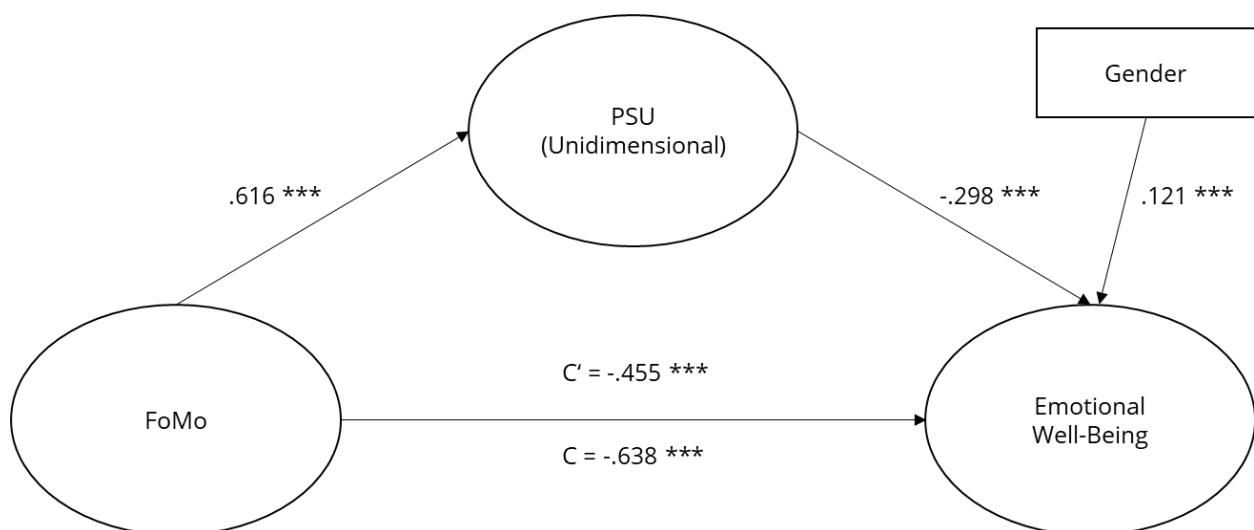 PSU
(Unidimensional)
Gender
.616 ***
-.298 ***
.121 ***
C‘ = -.455 ***
FoMo
Emotional
Well-Being
C = -.638 ***